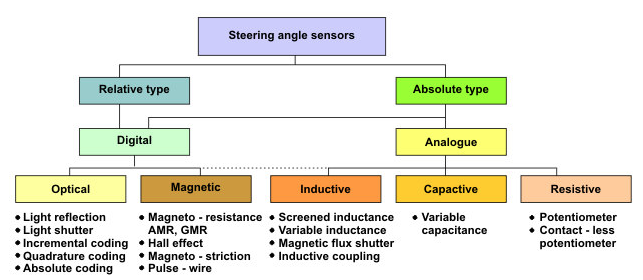 Steering angle sensors
Relative type
Absolute type
Digital
Analogue
Optical
Magnetic
Inductive
Capactive
Resistive
• Light reflection
• Light shutter
• Incremental coding
• Quadrature coding
• Absolute coding
• Magneto - resistance
AMR, GMR
• Hall effect
• Magneto - striction
• Pulse - wire
• Screened inductance
• Variable inductance
• Magnetic flux shutter
• Inductive coupling
• Variable
capacitance
• Potentiometer
• Contact - less
potentiometer